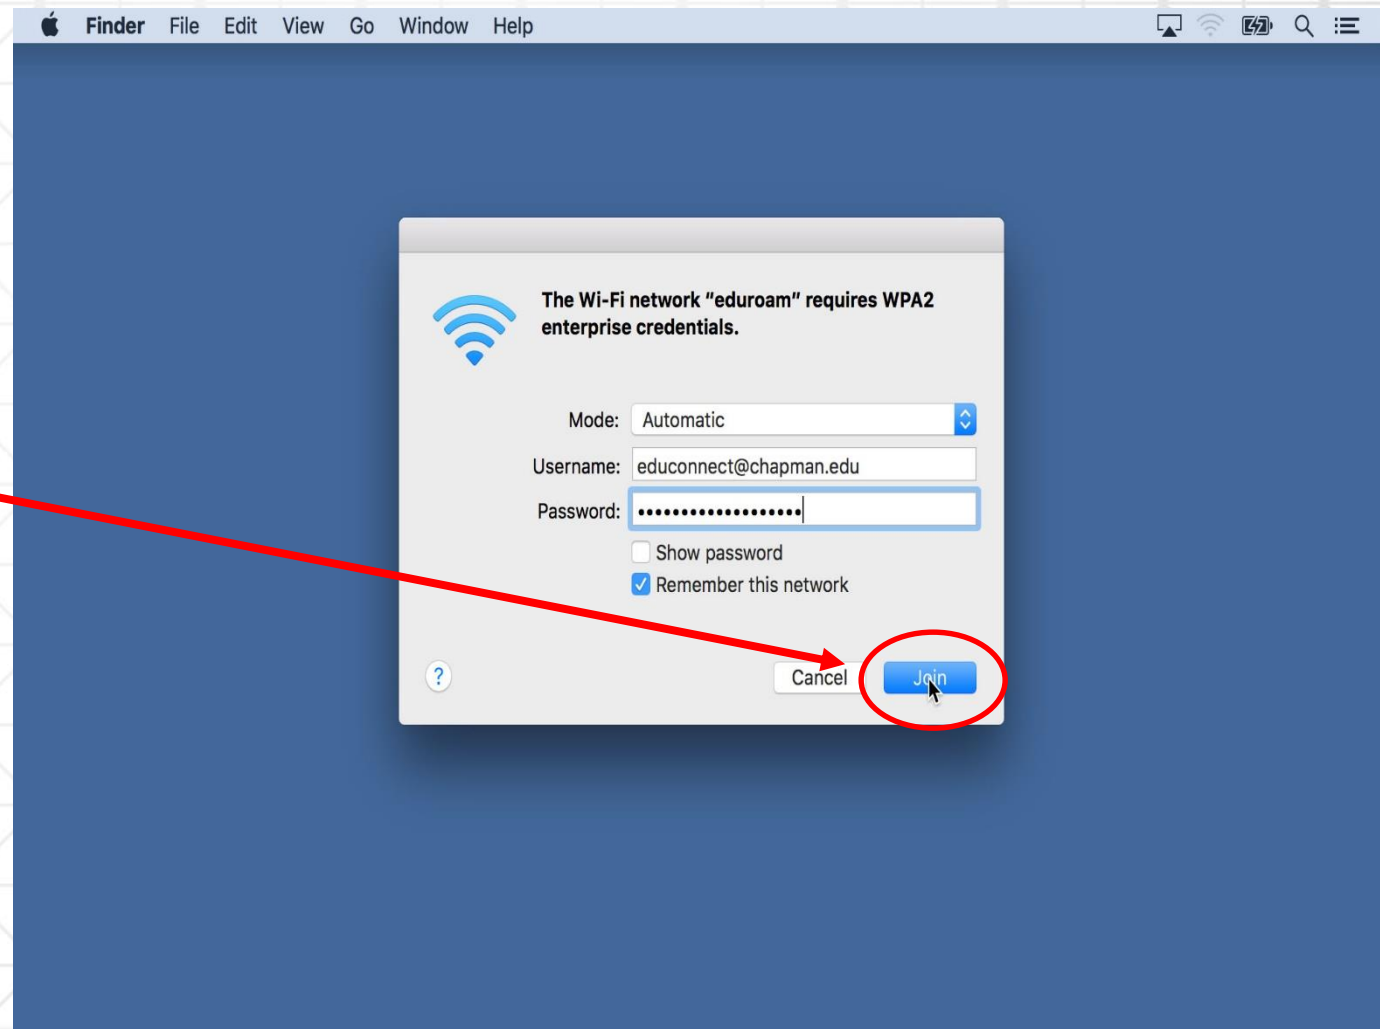 Finder File Edit View Go Window Help
The Wi-Fi network “eduroam” requires WPA2
enterprise credentials.
Mode: Automatic
Username: educonnect@chapman.edu
Password: •••••••••••••••••••
Show password
Remember this network
? Cancel Join